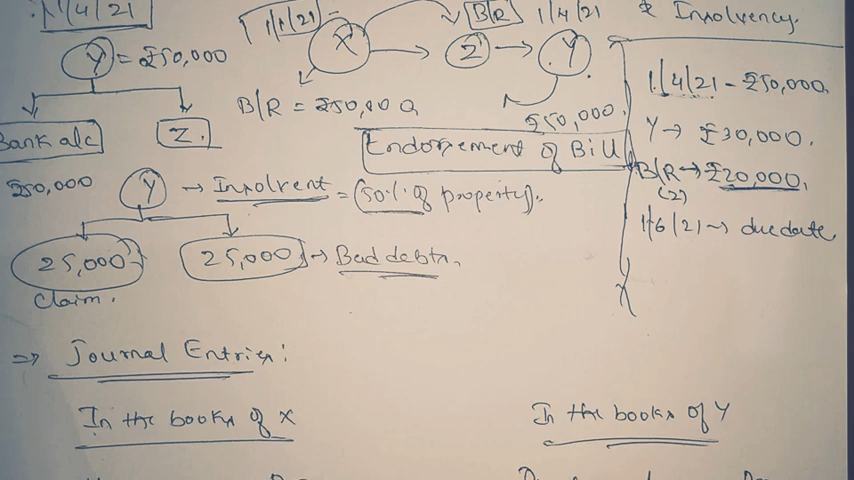 1/4/21
Y = ₹50,000
Bank a/c
Z.
1/1/21
X
B/R
Z
1/4/21
Y
B/R = ₹50,000
₹50,000.
Endorsement of Bill
& Insolvency.
1/4/21 - ₹50,000
Y → ₹30,000.
B/R → ₹20,000.
(2)
1/6/21 → due date
₹50,000
Y → Insolvent = (50% of property).
25,000
25,000 → Bad debts.
Claim.
⇒ Journal Entries:
In the books of X
In the books of Y